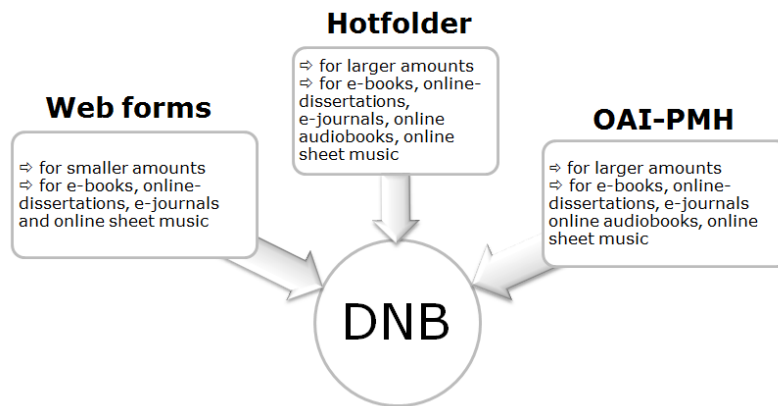 Hotfolder
⇨ for larger amounts
⇨ for e-books, online-
dissertations,
e-journals, online
audiobooks, online
sheet music
Web forms
⇨ for smaller amounts
⇨ for e-books, online-
dissertations, e-journals
and online sheet music
OAI-PMH
⇨ for larger amounts
⇨ for e-books, online-
dissertations, e-journals
online audiobooks, online
sheet music
DNB